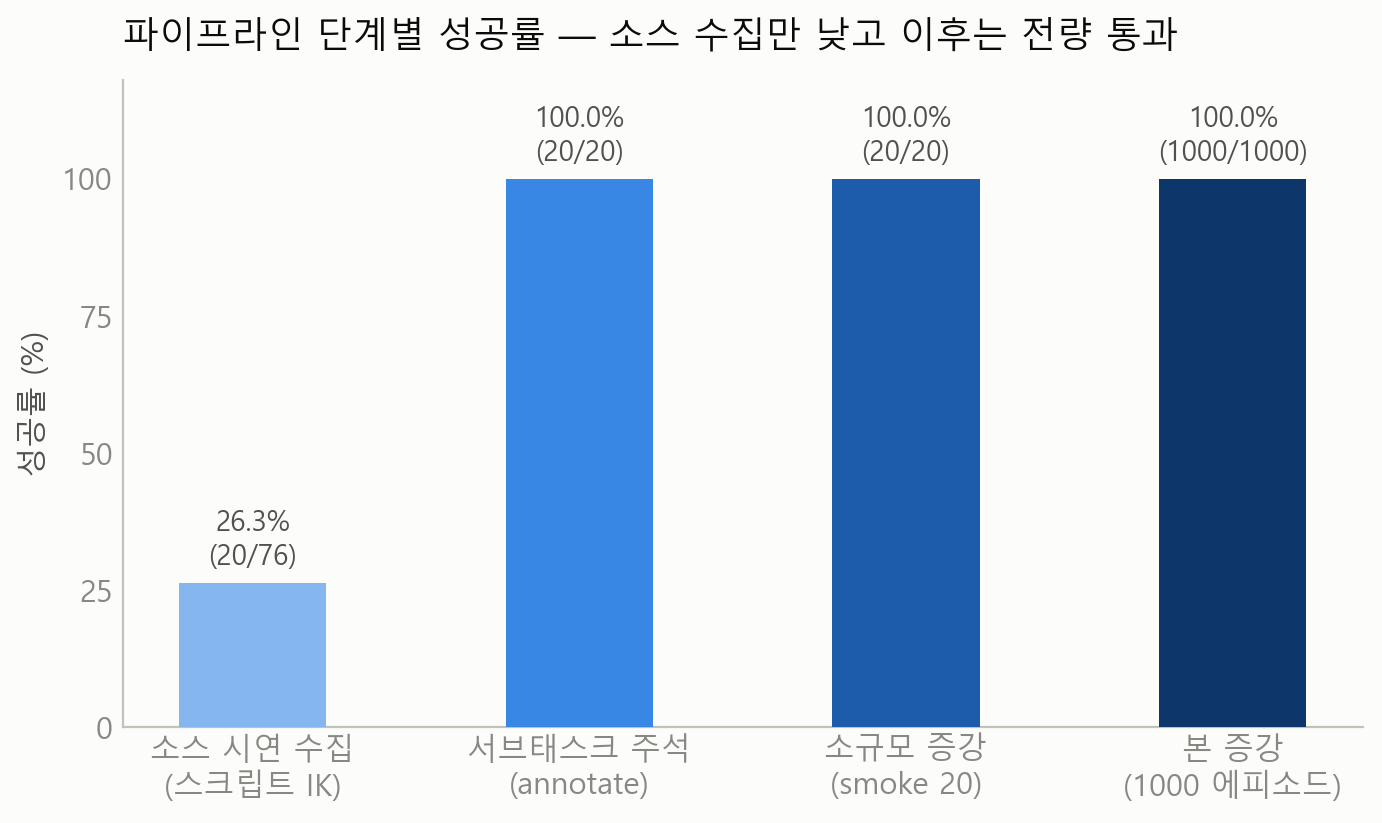 파이프라인 단계별 성공률 — 소스 수집만 낮고 이후는 전량 통과
성공률 (%)
100
75
50
25
0
26.3%
(20/76)
100.0%
(20/20)
100.0%
(20/20)
100.0%
(1000/1000)
소스 시연 수집
(스크립트 IK)
서브태스크 주석
(annotate)
소규모 증강
(smoke 20)
본 증강
(1000 에피소드)